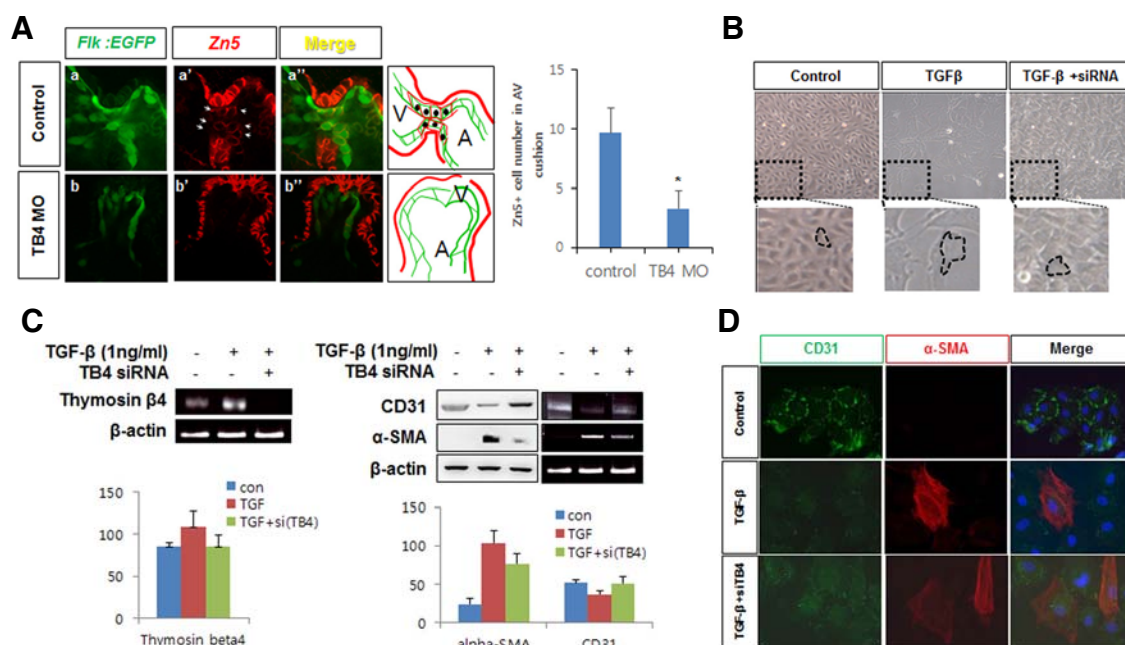 A
Flk :EGFP
Zn5
Merge
Control
a
a'
a''
V
A
TB4 MO
b
b'
b''
V
A
Zn5+ cell number in AV
cushion
15
10
5
0
*
control
TB4 MO
B
Control
TGFβ
TGF-β +siRNA
C
TGF-β (1ng/ml) - + +
TB4 siRNA +
Thymosin β4
β-actin
150
100
50
0
con
TGF
TGF+si(TB4)
Thymosin beta4
TGF-β (1ng/ml) - + + - + +
TB4 siRNA + +
CD31
α-SMA
β-actin
150
100
50
0
con
TGF
TGF+si(TB4)
alpha-SMA
CD31
D
CD31
α-SMA
Merge
Control
TGF-β
TGF-β +siTB4